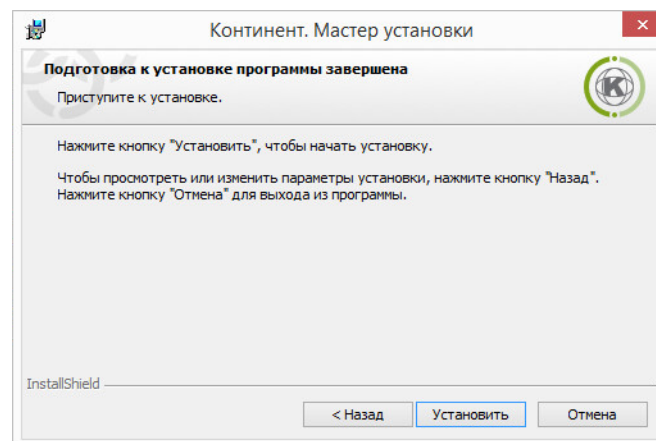 Континент. Мастер установки
Подготовка к установке программы завершена
Приступите к установке.
K
Нажмите кнопку "Установить", чтобы начать установку.
Чтобы просмотреть или изменить параметры установки, нажмите кнопку "Назад".
Нажмите кнопку "Отмена" для выхода из программы.
InstallShield
< Назад
Установить
Отмена